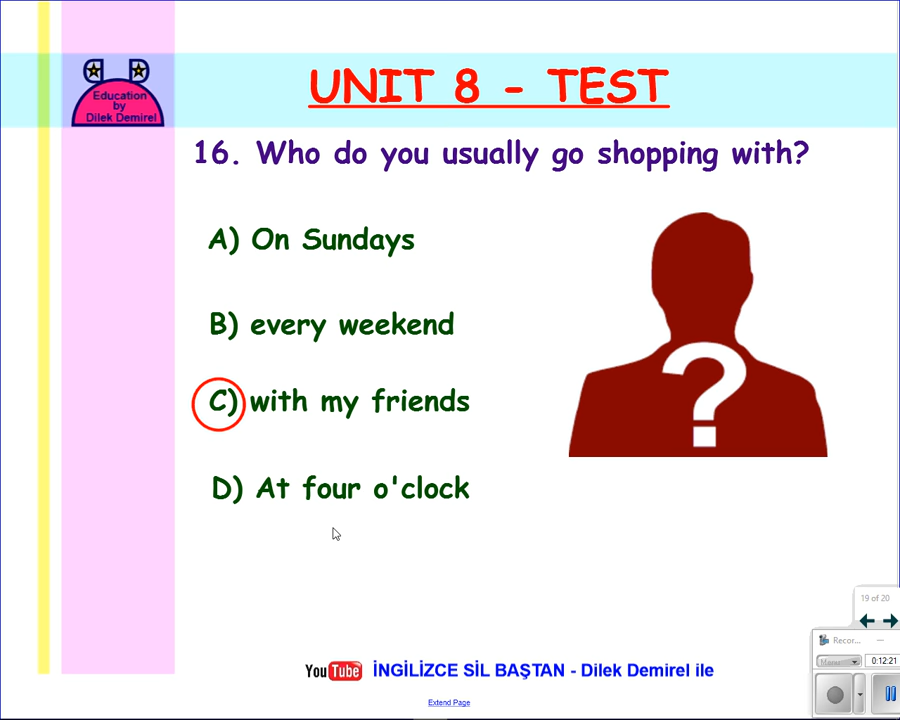 UNIT 8 - TEST
Education
by
Dilek Demirel
16. Who do you usually go shopping with?
A) On Sundays
B) every weekend
C) with my friends
D) At four o'clock
?
19 of 20
Recor...
Menu
0:12:21
YouTube İNGİLİZCE SİL BAŞTAN - Dilek Demirel ile
Extend Page